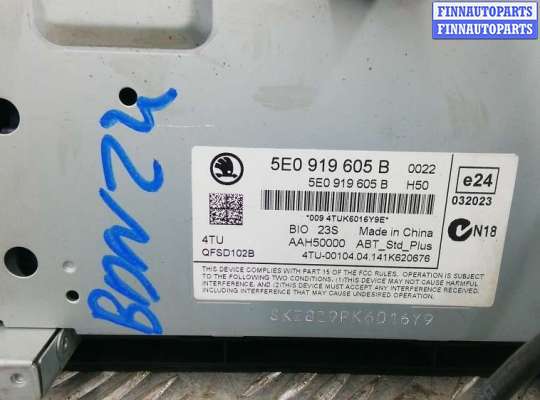 FINNAUTOPARTS
FINNAUTOPARTS
BDN24
5E0 919 605 B 0022
5E0 919 605 B H50
*009 4TUK6016Y9E*
BIO 23S Made in China
4TU AAH50000 ABT_Std_Plus
QFSD102B 4TU-00104.04.141K620676
e24
032023
N18
THIS DEVICE COMPLIES WITH PART 15 OF THE FCC RULES. OPERATION IS
SUBJECT TO THE FOLLOWING TWO CONDITIONS: (1)THIS DEVICE MAY NOT CAUSE HARMFUL
INTERFERENCE, AND (2)THIS DEVICE MUST ACCEPT ANY INTERFERENCE RECEIVED,
INCLUDING INTERFERENCE THAT MAY CAUSE UNDESIRED OPERATION.